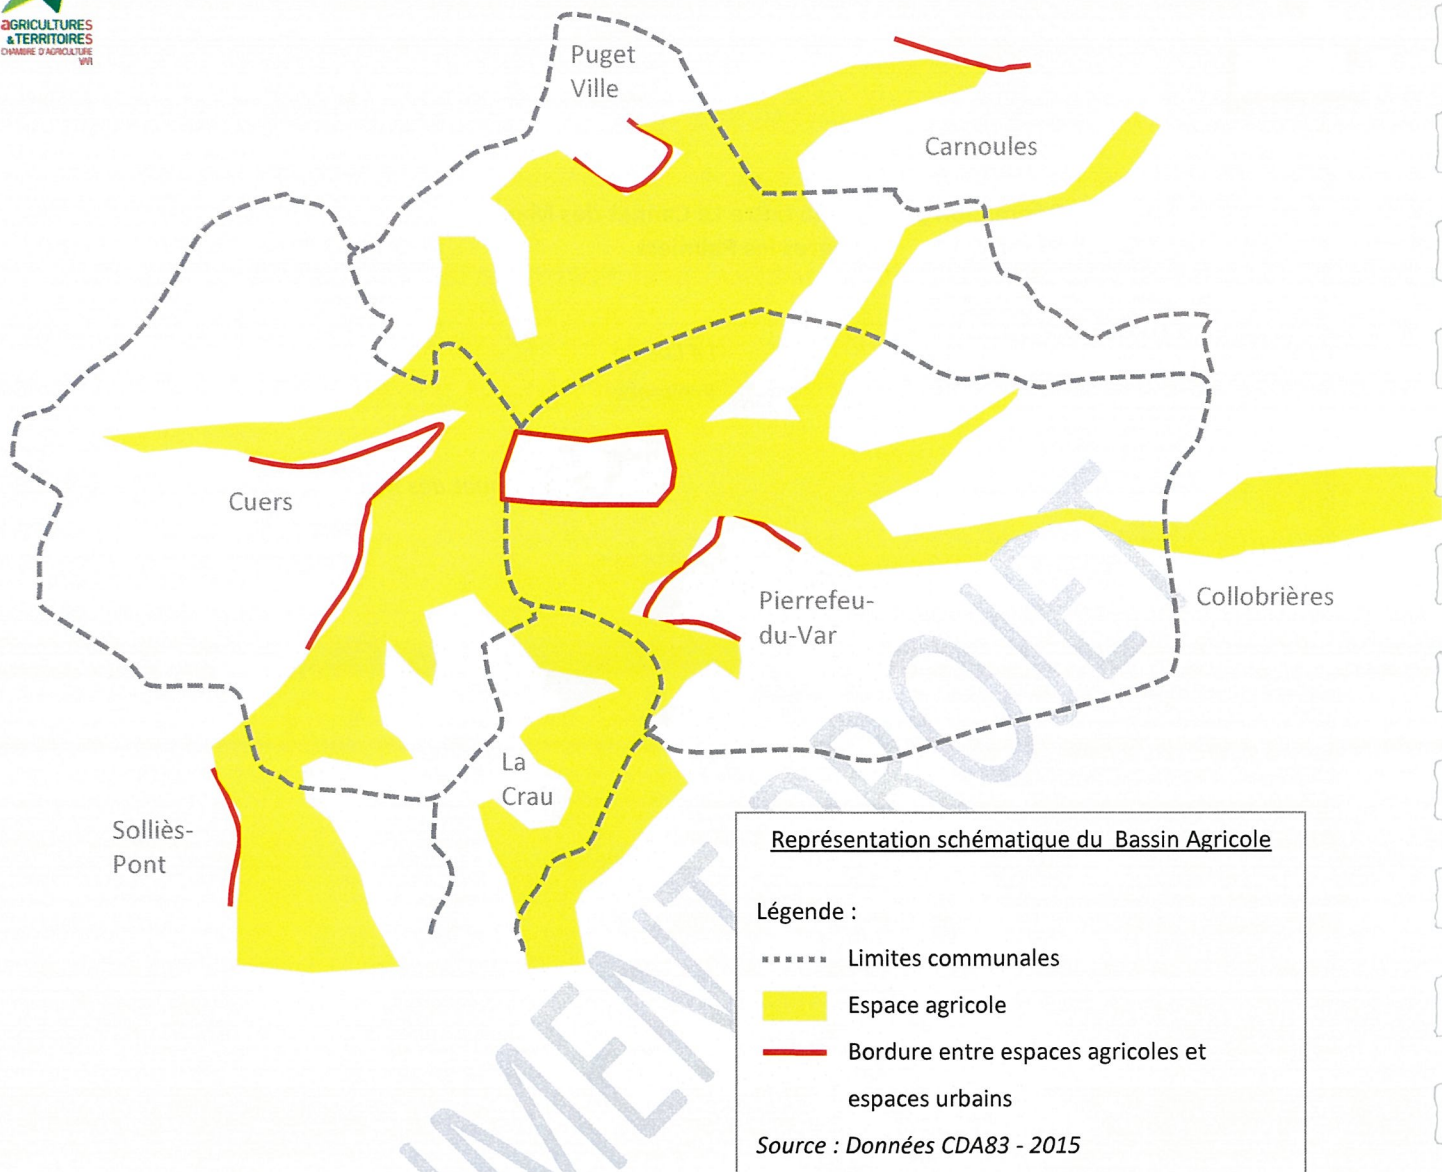 aGRICULTURES
&TERRITOIRES
CHAMBRE D'AGRICULTURE
VAR
Puget
Ville
Carnoules
Cuers
Pierrefeu-
du-Var
Collobrières
La
Crau
Solliès-
Pont
UMENT PROJET
Représentation schématique du Bassin Agricole
Légende :
Limites communales
Espace agricole
Bordure entre espaces agricoles et
espaces urbains
Source : Données CDA83 - 2015